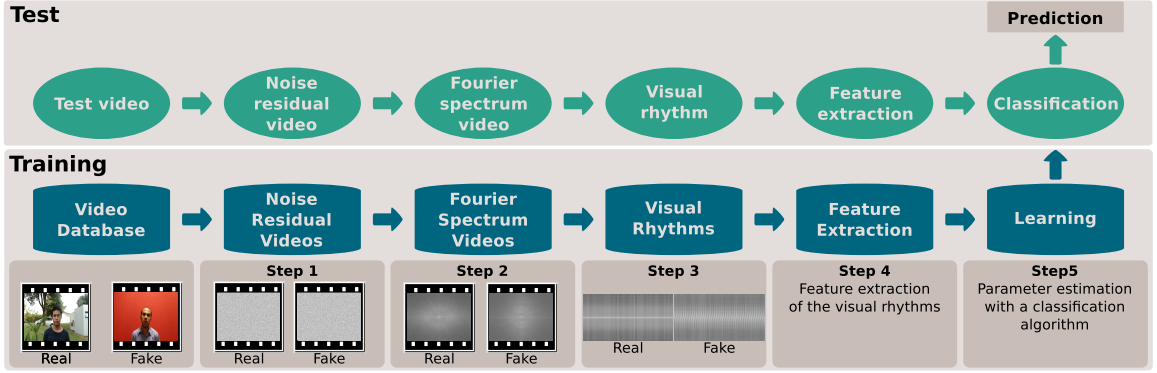 Test
Prediction
Test video
Noise
residual
video
Fourier
spectrum
video
Visual
rhythm
Feature
extraction
Classification
Training
Video
Database
Noise
Residual
Videos
Fourier
Spectrum
Videos
Visual
Rhythms
Feature
Extraction
Learning
Real
Fake
Step 1
Real
Fake
Step 2
Real
Fake
Step 3
Real
Fake
Step 4
Feature extraction
of the visual rhythms
Step5
Parameter estimation
with a classification
algorithm